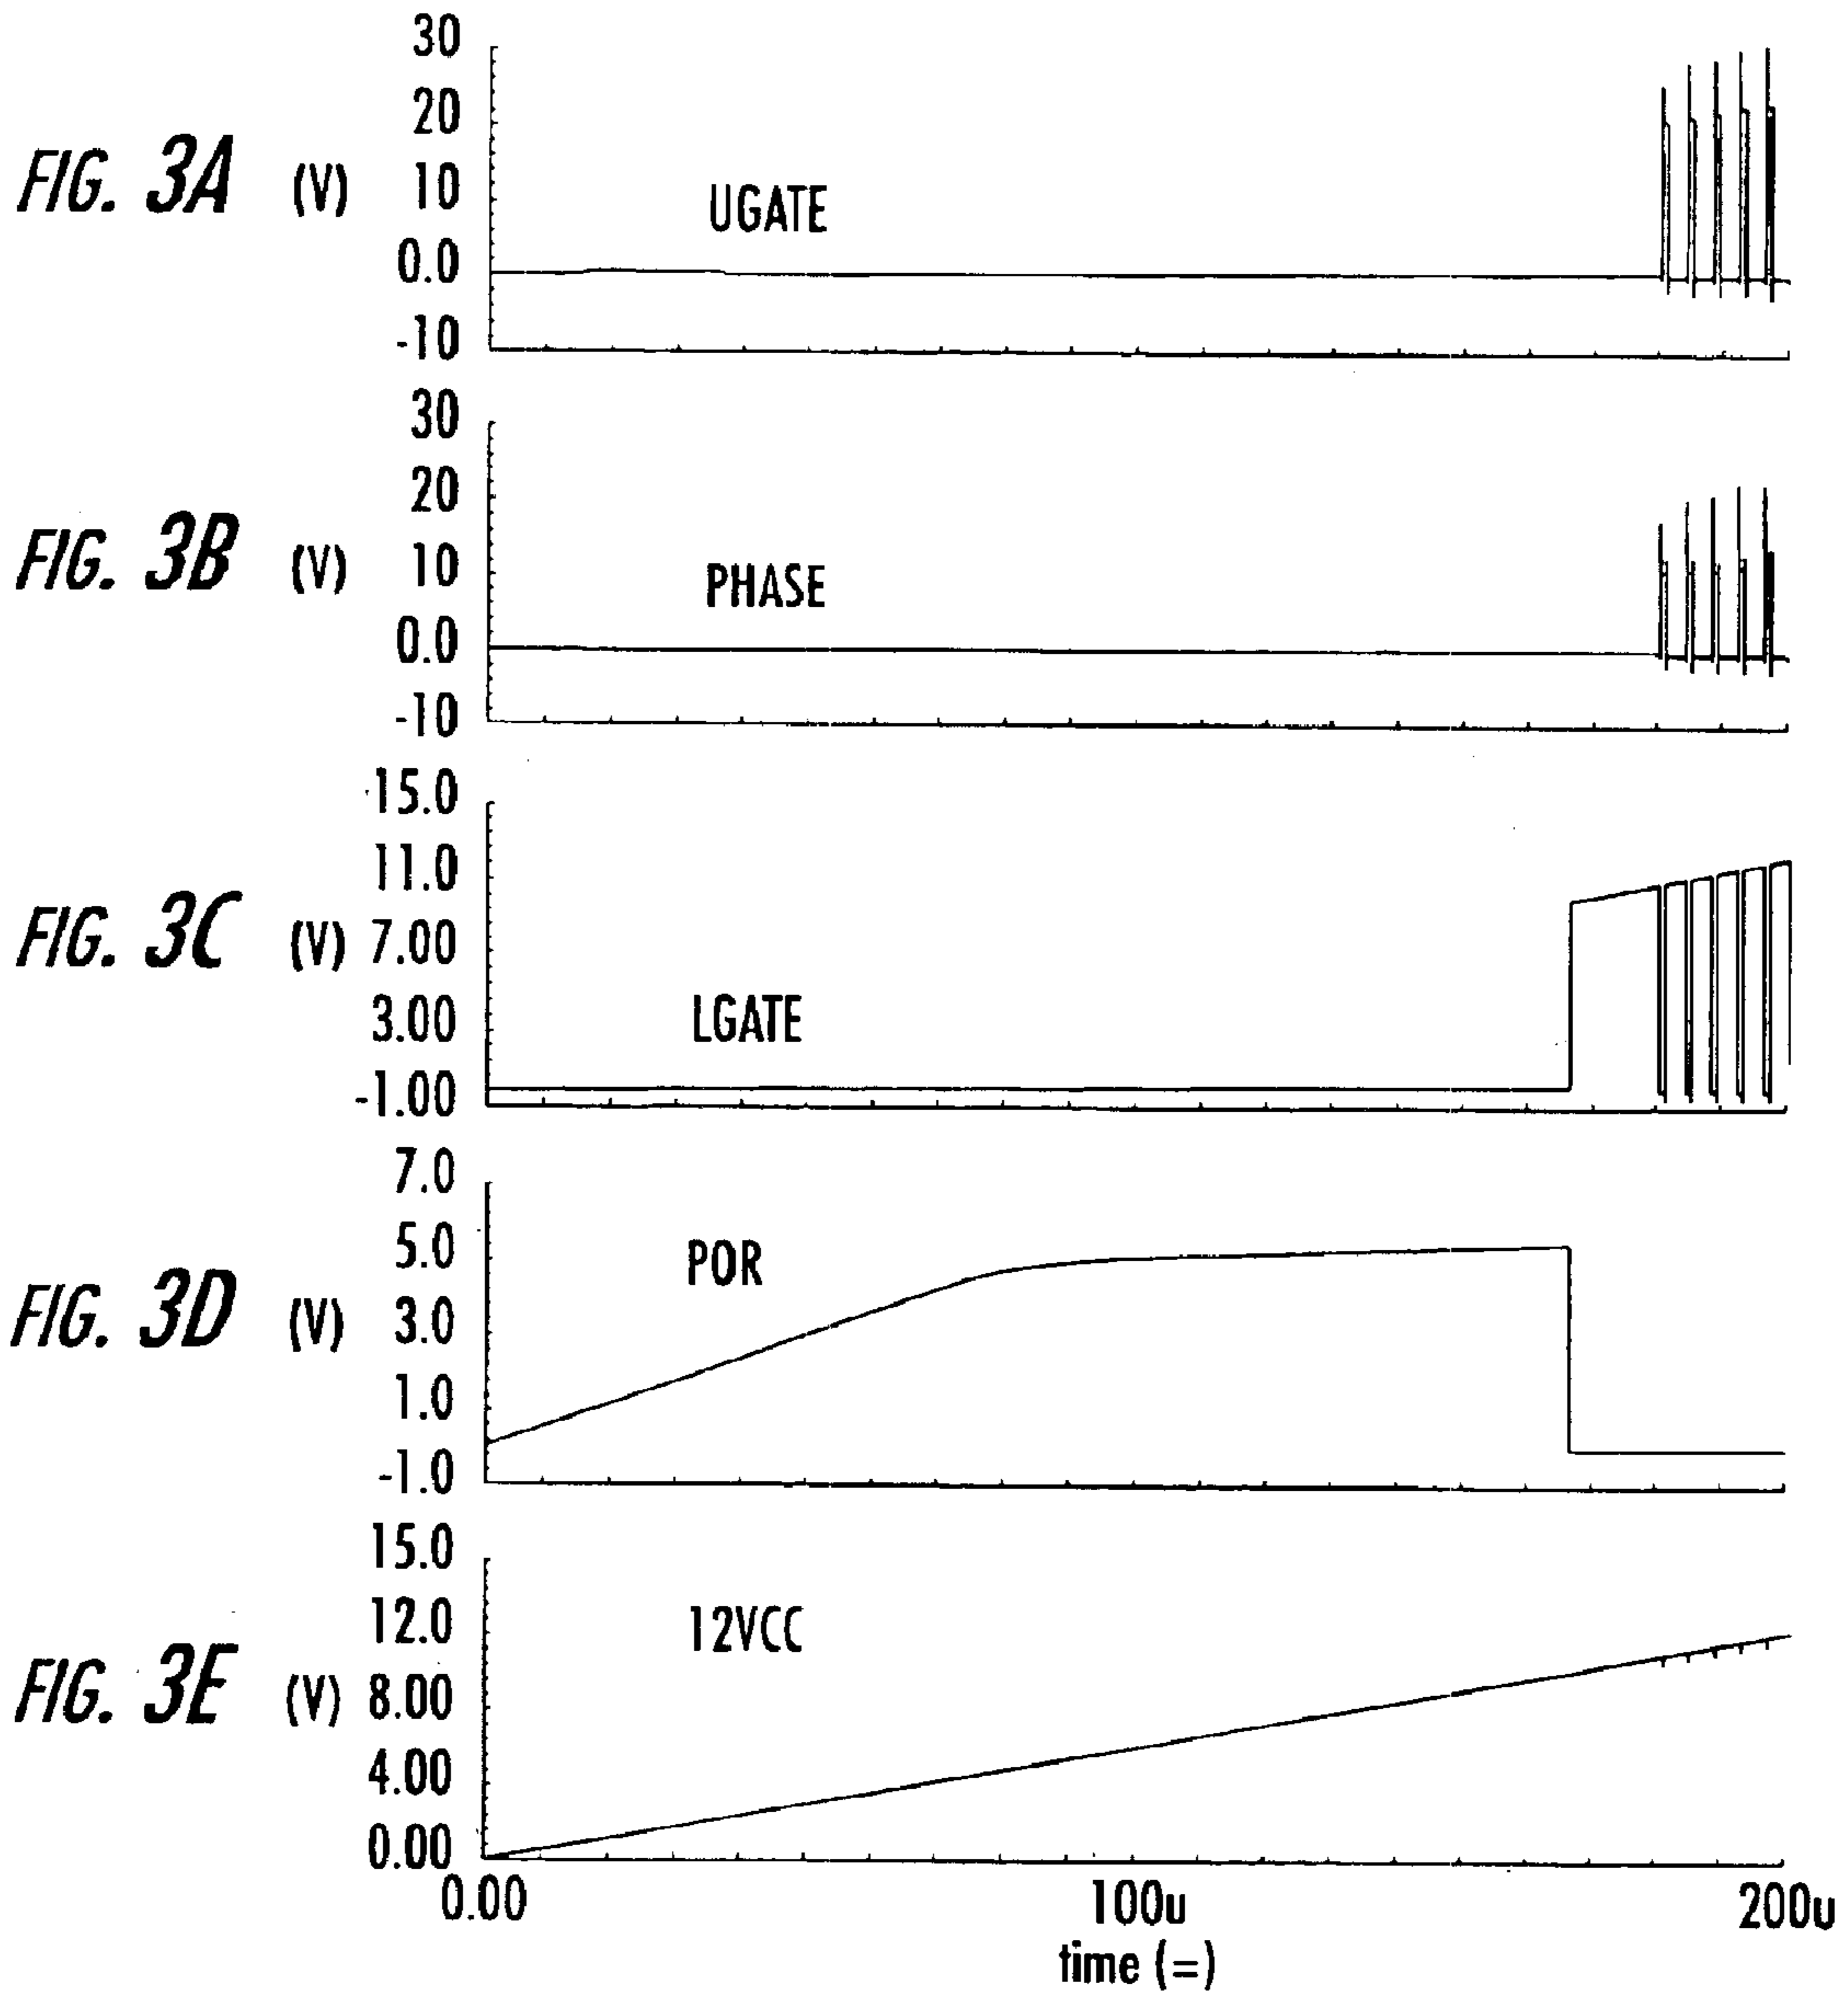 FIG. 3A (V)
30
20
10
0.0
-10
UGATE
FIG. 3B (V)
30
20
10
0.0
-10
PHASE
FIG. 3C (V)
15.0
11.0
7.00
3.00
-1.00
LGATE
FIG. 3D (V)
7.0
5.0
3.0
1.0
-1.0
POR
FIG. 3E (V)
15.0
12.0
8.00
4.00
0.00
12VCC
0.00 100u 200u
time (=)